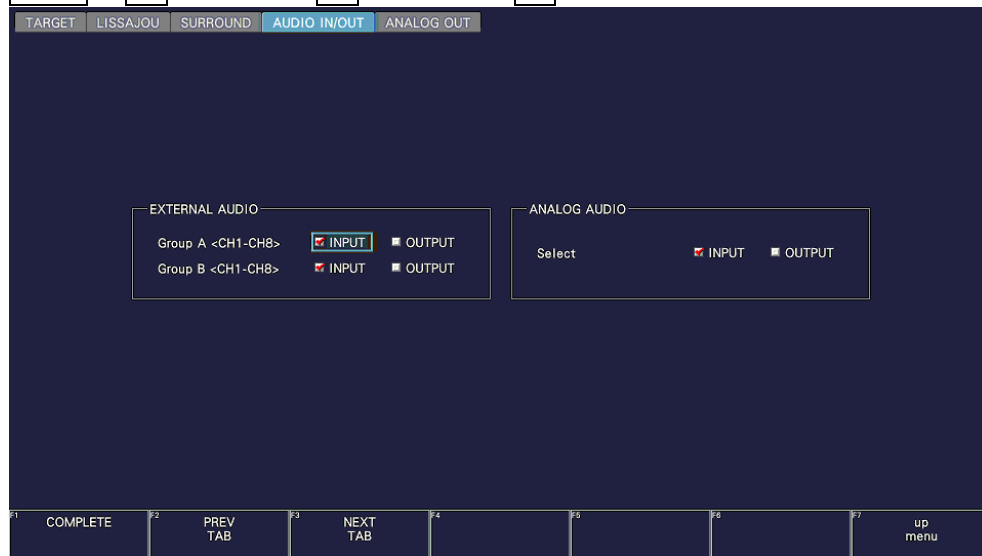 TARGET LISSAJOU SURROUND AUDIO IN/OUT ANALOG OUT
EXTERNAL AUDIO
Group A <CH1-CH8> INPUT OUTPUT
Group B <CH1-CH8> INPUT OUTPUT
ANALOG AUDIO
Select INPUT OUTPUT
F1 COMPLETE
F2 PREV
TAB
F3 NEXT
TAB
F4
F5
F6
F7 up
menu